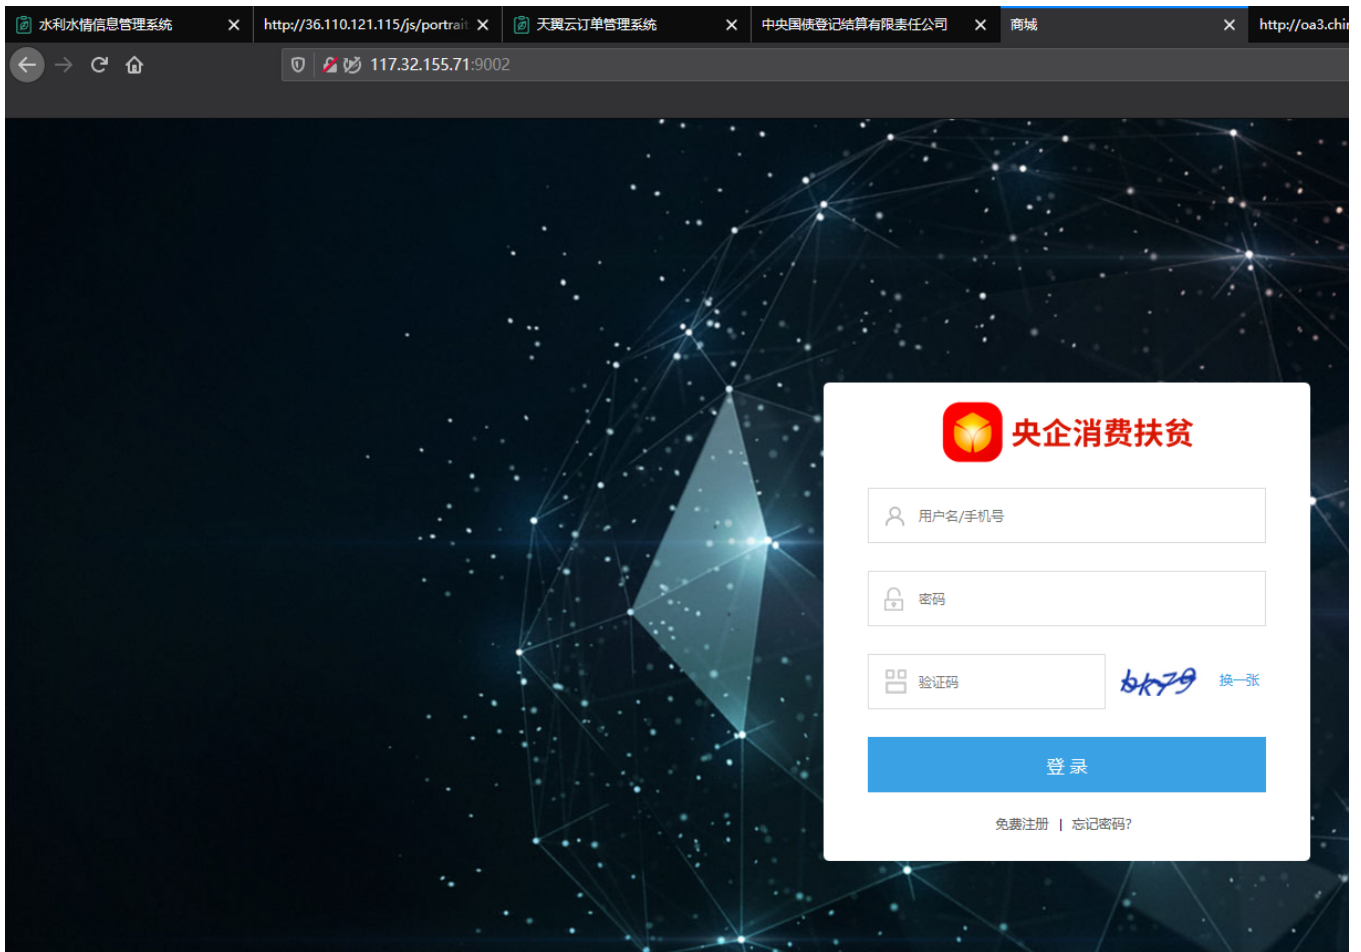 水利水情信息管理系统
http://36.110.121.115/js/portrait
天翼云订单管理系统
中央国债登记结算有限责任公司
商城
http://oa3.chi
117.32.155.71:9002
央企消费扶贫
用户名/手机号
密码
验证码
bk79
换一张
登 录
免费注册 | 忘记密码?